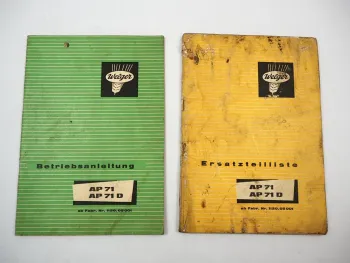 Welger
Betriebsanleitung
AP 71
AP 71 D
Welger
Ersatzteilliste
AP 71
AP 71 D